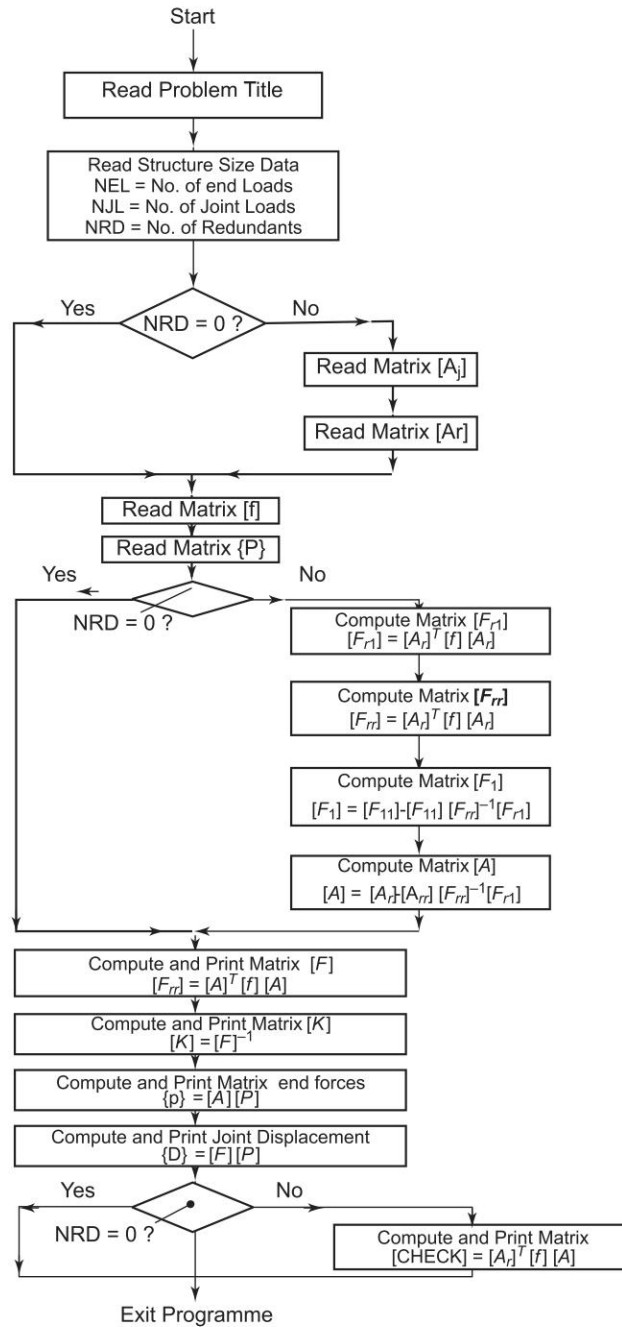 Start
Read Problem Title
Read Structure Size Data
NEL = No. of end Loads
NJL = No. of Joint Loads
NRD = No. of Redundants
Yes
NRD = 0 ?
No
Read Matrix [Aj]
Read Matrix [Ar]
Read Matrix [f]
Read Matrix {P}
Yes
NRD = 0 ?
No
Compute Matrix [Fr1]
[Fr1] = [Ar]T [f] [Ar]
Compute Matrix [Frr]
[Frr] = [Ar]T [f] [Ar]
Compute Matrix [F1]
[F1] = [F11]-[F11] [Frr]–1[Fr1]
Compute Matrix [A]
[A] = [Ar]-[Arr] [Frr]–1[Fr1]
Compute and Print Matrix [F]
[Frr] = [A]T [f] [A]
Compute and Print Matrix [K]
[K] = [F]–1
Compute and Print Matrix end forces
{p} = [A] [P]
Compute and Print Joint Displacement
{D} = [F] [P]
Yes
NRD = 0 ?
No
Compute and Print Matrix
[CHECK] = [Ar]T [f] [A]
Exit Programme